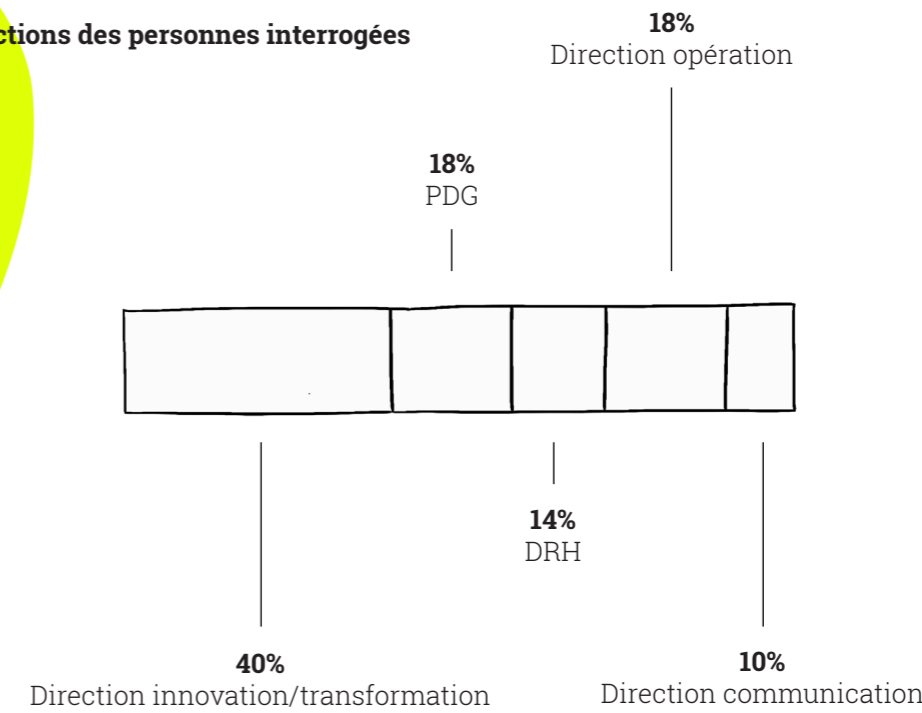 ctions des personnes interrogées
18%
Direction opération
18%
PDG
14%
DRH
40%
Direction innovation/transformation
10%
Direction communication